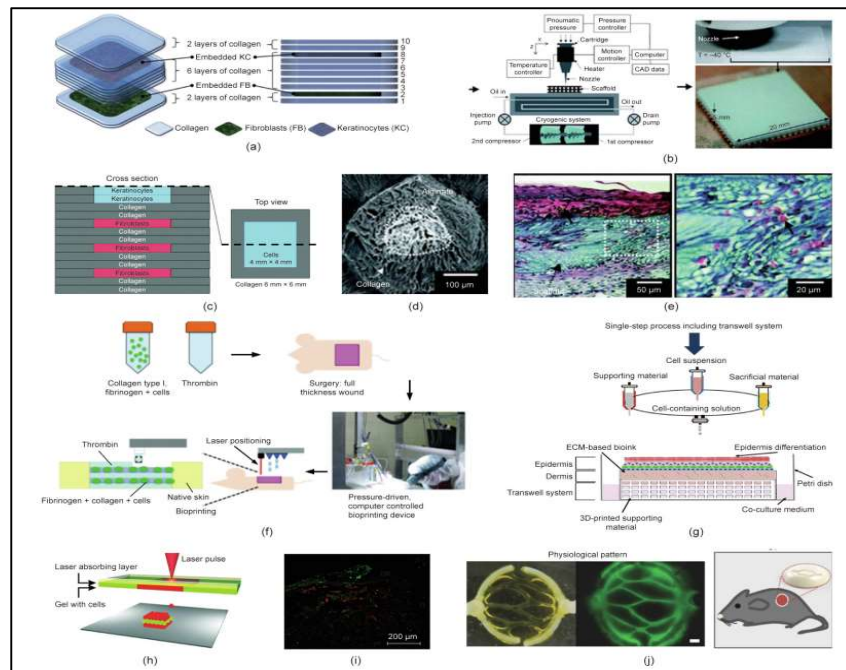 2 layers of collagen
Embedded KC
6 layers of collagen
Embedded FB
2 layers of collagen
10
9
8
7
6
5
4
3
2
1
Collagen
Fibroblasts (FB)
Keratinocytes (KC)
(a)
Pneumatic pressure
Pressure controller
Cartridge
Motion controller
Computer
Temperature controller
Heater
CAD data
Nozzle
Scaffold
Oil in
Oil out
Injection pump
Drain pump
Cryogenic system
2nd compressor
1st compressor
Nozzle
T = −40 °C
mm
20 mm
(b)
Cross section
Keratinocytes
Keratinocytes
Collagen
Collagen
Fibroblasts
Collagen
Collagen
Fibroblasts
Collagen
Collagen
Fibroblasts
Collagen
Collagen
Top view
Cells
4 mm × 4 mm
Collagen 6 mm × 6 mm
(c)
Alginate
Collagen
100 μm
(d)
50 μm
20 μm
(e)
Collagen type I,
fibrinogen + cells
Thrombin
Surgery: full
thickness wound
Thrombin
Laser positioning
Fibrinogen + collagen + cells
Native skin
Bioprinting
Pressure-driven,
computer controlled
bioprinting device
(f)
Single-step process including transwell system
Cell suspension
Supporting material
Sacrificial material
Cell-containing solution
ECM-based bioink
Epidermis differentiation
Epidermis
Dermis
Transwell system
Petri dish
3D-printed supporting
material
Co-culture medium
(g)
Laser pulse
Laser absorbing layer
Gel with cells
(h)
200 μm
(i)
Physiological pattern
(j)